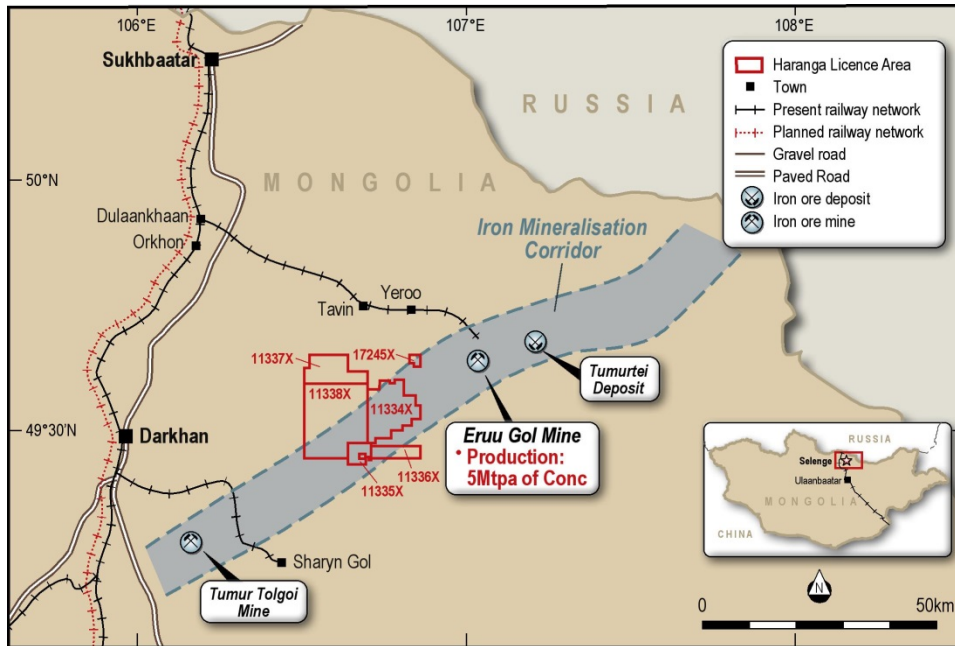 106°E
107°E
108°E
Sukhbaatar
RUSSIA
MONGOLIA
50°N
Dulaankhaan
Orkhon
Iron Mineralisation
Corridor
Tavin
Yeroo
11337X
17245X
11338X
11334X
Tumurtei
Deposit
49°30'N
Darkhan
Eruu Gol Mine
• Production:
5Mtpa of Conc
11336X
11335X
Sharyn Gol
Tumur Tolgoi
Mine
Haranga Licence Area
Town
Present railway network
Planned railway network
Gravel road
Paved Road
Iron ore deposit
Iron ore mine
RUSSIA
Selenge
Ulaanbaatar
MONGOLIA
CHINA
N
0
50km